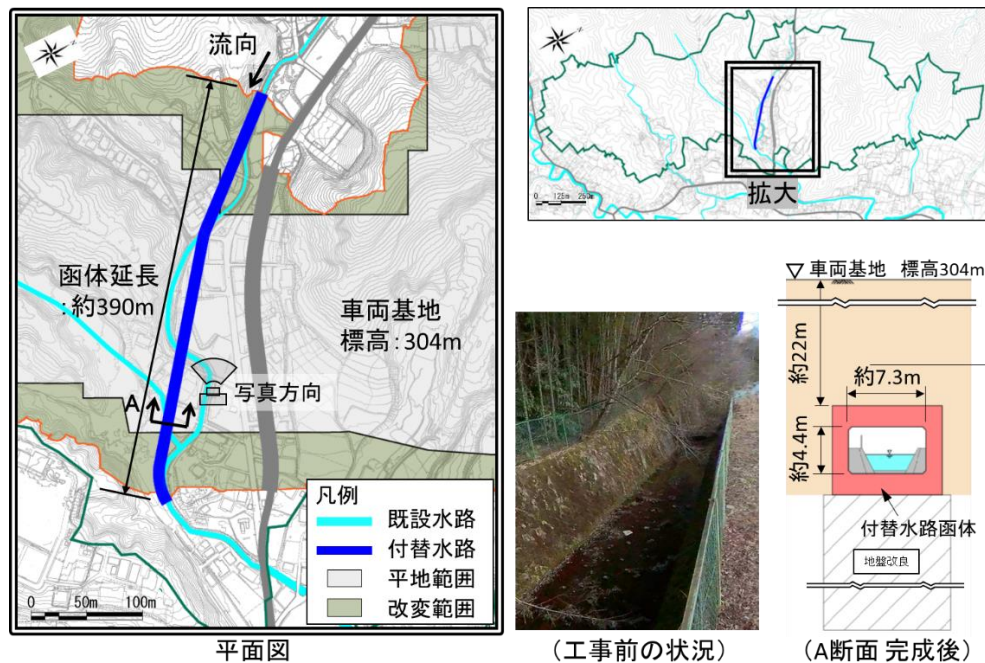 流向
函体延長
:約390m
車両基地
標高:304m
A
写真方向
凡例
既設水路
付替水路
平地範囲
改変範囲
0 50m 100m
平面図
0 125m 250m
拡大
(工事前の状況)
車両基地 標高304m
約22m
約7.3m
約4.4m
付替水路函体
地盤改良
(A断面 完成後)